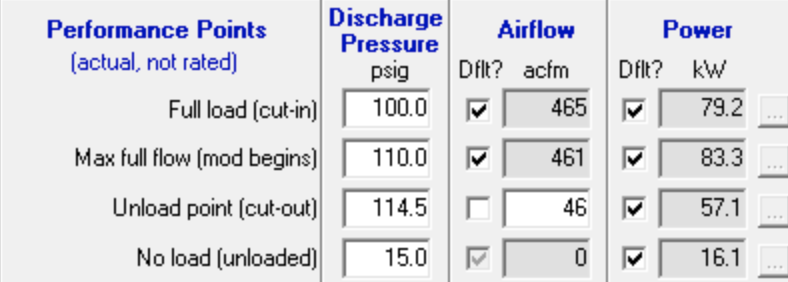 Performance Points
(actual, not rated)
Discharge
Pressure
psig
Airflow
Dflt? acfm
Power
Dflt? kW
Full load (cut-in) 100.0 465 79.2 ...
Max full flow (mod begins) 110.0 461 83.3 ...
Unload point (cut-out) 114.5 46 57.1 ...
No load (unloaded) 15.0 0 16.1 ...